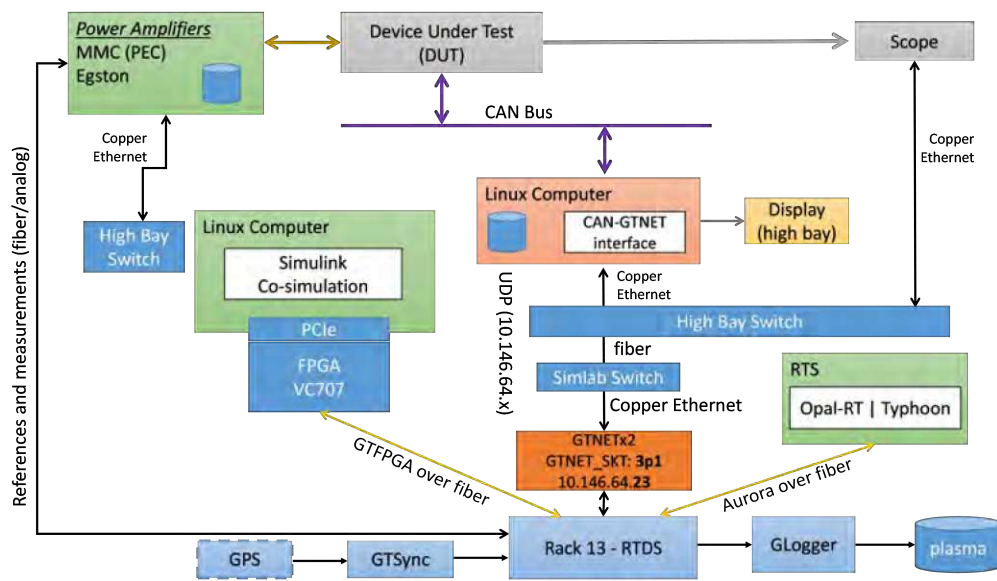 Power Amplifiers
MMC (PEC)
Egston
Device Under Test
(DUT)
Scope
CAN Bus
Copper
Ethernet
Copper
Ethernet
References and measurements (fiber/analog)
High Bay
Switch
Linux Computer
Simulink
Co-simulation
PCIe
FPGA
VC707
Linux Computer
CAN-GTNET
interface
Display
(high bay)
Copper
Ethernet
UDP (10.146.64.x)
High Bay Switch
fiber
Simlab Switch
Copper Ethernet
RTS
Opal-RT | Typhoon
GTNETx2
GTNET_SKT: 3p1
10.146.64.23
GTFPGA over fiber
Aurora over fiber
GPS
GTSync
Rack 13 - RTDS
GLogger
plasma